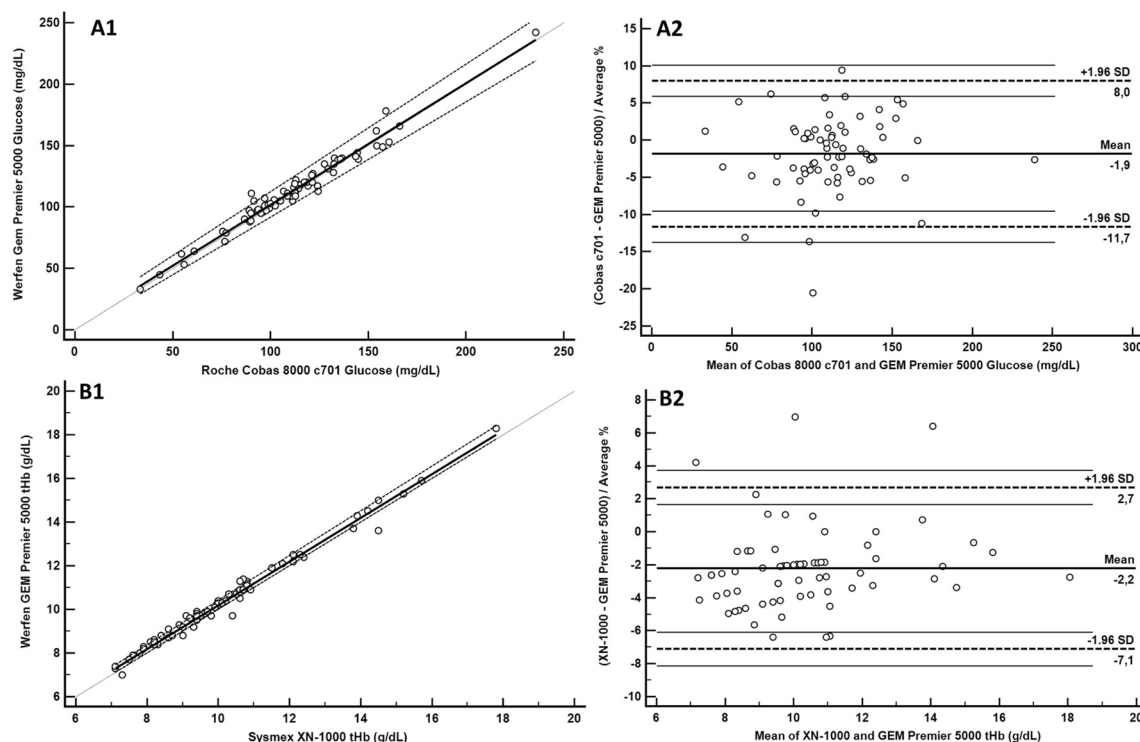 A1
Werfen Gem Premier 5000 Glucose (mg/dL)
250
200
150
100
50
0
0 50 100 150 200 250
Roche Cobas 8000 c701 Glucose (mg/dL)
A2
(Cobas c701 - GEM Premier 5000) / Average %
15
10
5
0
-5
-10
-15
-20
-25
+1.96 SD
8,0
Mean
-1,9
-1.96 SD
-11,7
0 50 100 150 200 250 300
Mean of Cobas 8000 c701 and GEM Premier 5000 Glucose (mg/dL)
B1
Werfen GEM Premier 5000 tHb (g/dL)
20
18
16
14
12
10
8
6
6 8 10 12 14 16 18 20
Sysmex XN-1000 tHb (g/dL)
B2
(XN-1000 - GEM Premier 5000) / Average %
8
6
4
2
0
-2
-4
-6
-8
-10
+1.96 SD
2,7
Mean
-2,2
-1.96 SD
-7,1
6 8 10 12 14 16 18 20
Mean of XN-1000 and GEM Premier 5000 tHb (g/dL)